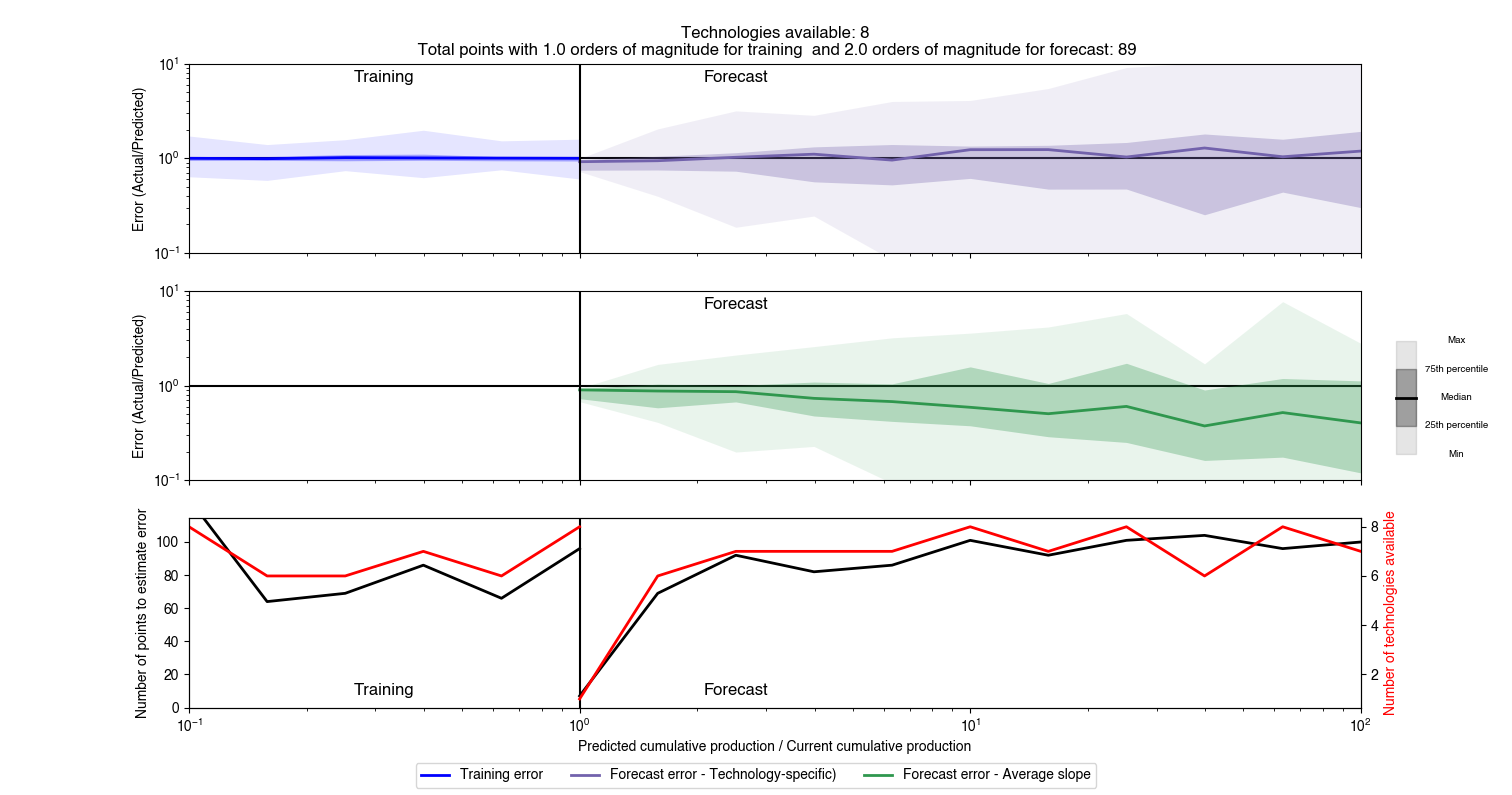 Technologies available: 8
Total points with 1.0 orders of magnitude for training  and 2.0 orders of magnitude for forecast: 89
10^1
10^0
10^-1
Error (Actual/Predicted)
Training
Forecast
10^1
10^0
10^-1
Error (Actual/Predicted)
Forecast
Max
75th percentile
Median
25th percentile
Min
100
80
60
40
20
0
Number of points to estimate error
Training
Forecast
8
6
4
2
Number of technologies available
10^-1
10^0
10^1
10^2
Predicted cumulative production / Current cumulative production
Training error
Forecast error - Technology-specific)
Forecast error - Average slope